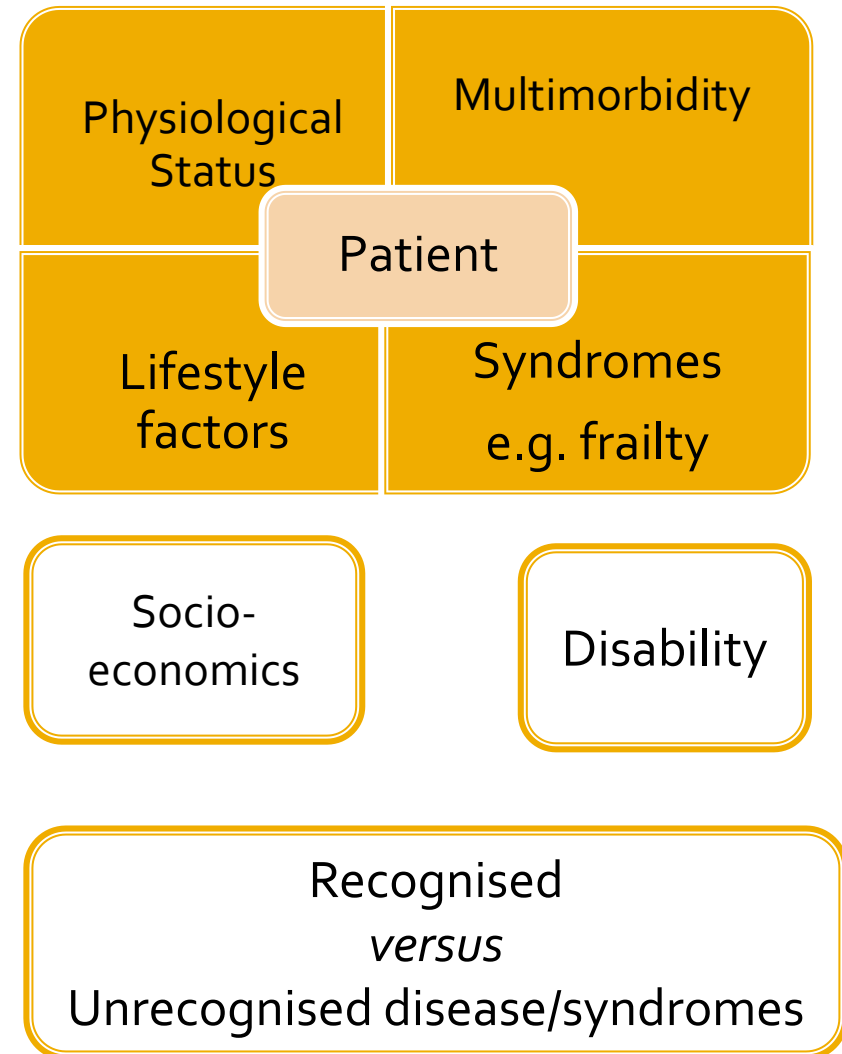 Physiological
Status
Multimorbidity
Patient
Lifestyle
factors
Syndromes
e.g. frailty
Socio-
economics
Disability
Recognised
versus
Unrecognised disease/syndromes